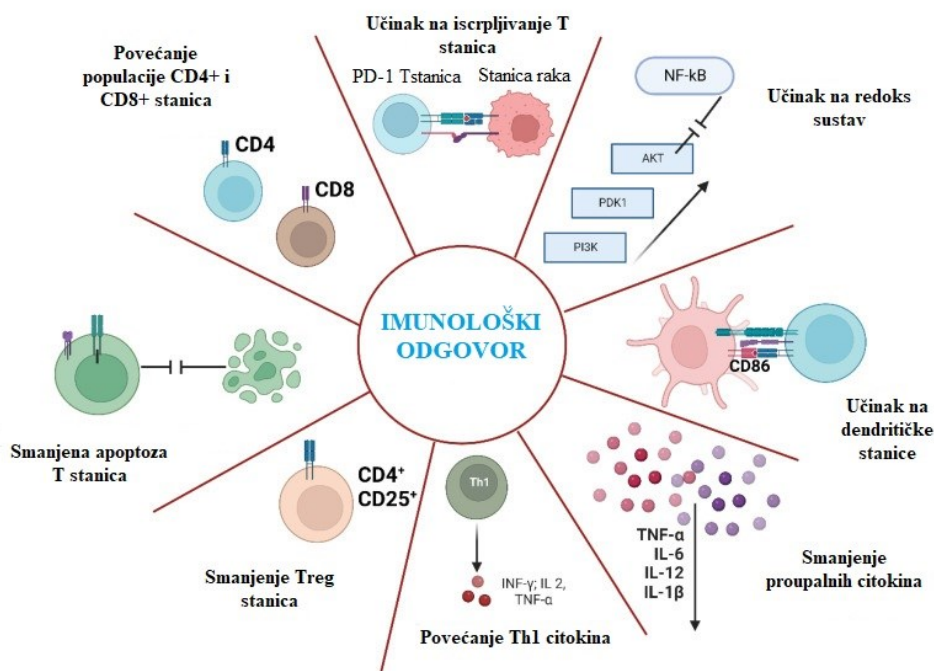 Povećanje
populacije CD4+ i
CD8+ stanica
CD4
CD8
Učinak na iscrpljivanje T
stanica
PD-1 Tstanica
Stanica raka
NF-kB
AKT
PDK1
PI3K
Učinak na redoks
sustav
IMUNOLOŠKI
ODGOVOR
CD86
Učinak na
dendritičke
stanice
Smanjena apoptoza
T stanica
CD4⁺
CD25⁺
Smanjenje Treg
stanica
Th1
INF-γ; IL 2,
TNF-α
Povećanje Th1 citokina
TNF-α
IL-6
IL-12
IL-1β
Smanjenje
proupalnih citokina